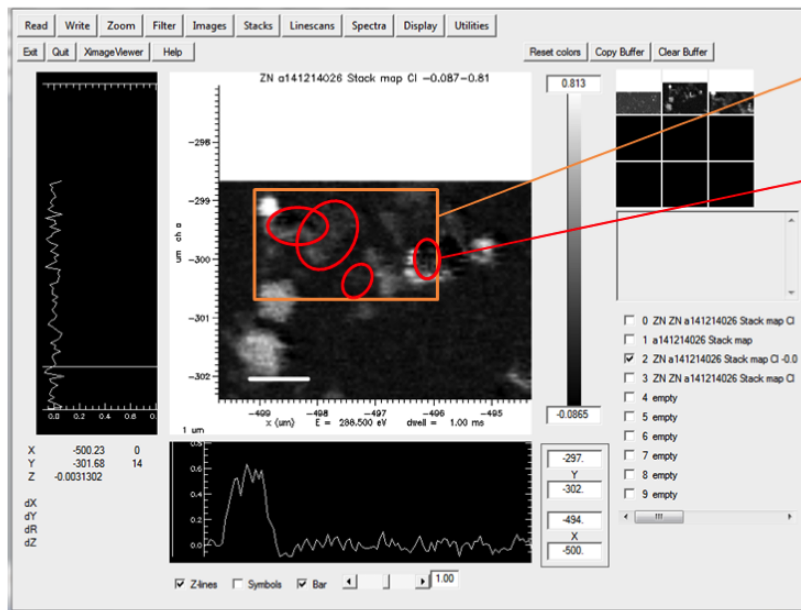 Read Write Zoom Filter Images Stacks Linescans Spectra Display Utilities
Exit Quit XimageViewer Help Reset colors Copy Buffer Clear Buffer
ZN a141214026 Stack map Cl -0.087-0.81
0.813
-298
-299
-300
-301
-302
um ch a
-499 -498 -497 -496 -495
x (um) E = 288.500 eV dwell = 1.00 ms
1 um
-0.0865
0.0 0.2 0.4 0.6 0.8
X -500.23 0
Y -301.68 14
Z -0.0031302
dX
dY
dR
dZ
0.8
0.6
0.4
0.2
0.0
-297.
Y
-302.
-494.
X
-500.
0 ZN ZN a141214026 Stack map Cl
1 a141214026 Stack map
2 ZN a141214026 Stack map Cl -0.0
3 ZN ZN a141214026 Stack map Cl
4 empty
5 empty
6 empty
7 empty
8 empty
9 empty
Z-lines Symbols Bar 1.00